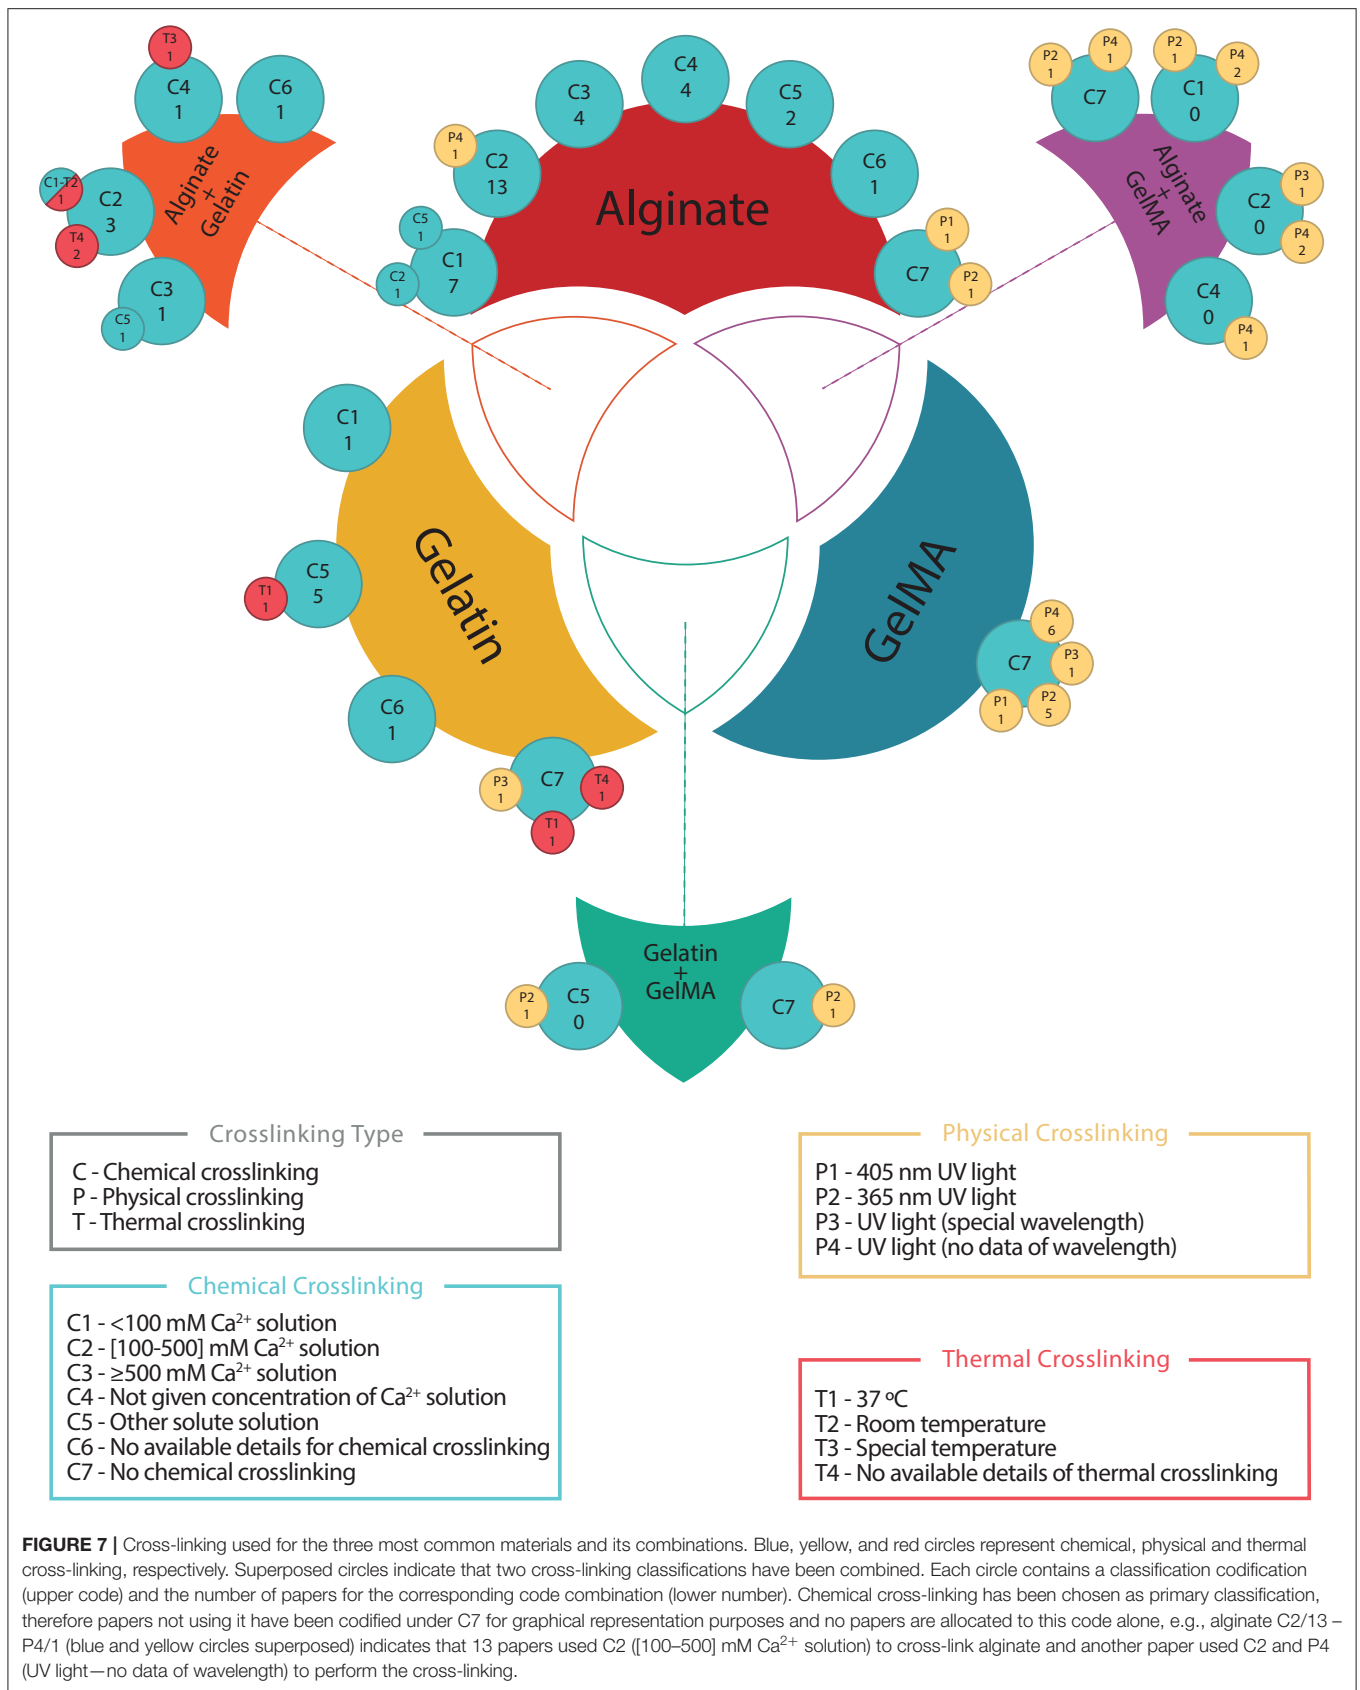 T3
1
C4
1
C6
1
C1-T2
1
C2
3
T4
2
C3
1
C5
1
Alginate
+
Gelatin
C4
4
C3
4
C5
2
P4
1
C2
13
C6
1
C5
1
C1
7
C2
1
P1
1
C7
P2
1
Alginate
P2
1
P4
1
C7
P2
1
P4
2
C1
0
P3
1
C2
0
P4
2
C4
0
P4
1
Alginate
+
GelMA
C1
1
C5
5
T1
1
C6
1
P3
1
C7
T4
1
T1
1
Gelatin
GelMA
P4
6
C7
P3
1
P2
5
P1
1
Gelatin
+
GelMA
P2
1
C5
0
C7
P2
1
Crosslinking Type
C - Chemical crosslinking
P - Physical crosslinking
T - Thermal crosslinking
Chemical Crosslinking
C1 - <100 mM Ca²⁺ solution
C2 - [100-500] mM Ca²⁺ solution
C3 - ≥500 mM Ca²⁺ solution
C4 - Not given concentration of Ca²⁺ solution
C5 - Other solute solution
C6 - No available details for chemical crosslinking
C7 - No chemical crosslinking
Physical Crosslinking
P1 - 405 nm UV light
P2 - 365 nm UV light
P3 - UV light (special wavelength)
P4 - UV light (no data of wavelength)
Thermal Crosslinking
T1 - 37 ºC
T2 - Room temperature
T3 - Special temperature
T4 - No available details of thermal crosslinking
FIGURE 7 | Cross-linking used for the three most common materials and its combinations. Blue, yellow, and red circles represent chemical, physical and thermal
cross-linking, respectively. Superposed circles indicate that two cross-linking classifications have been combined. Each circle contains a classification codification
(upper code) and the number of papers for the corresponding code combination (lower number). Chemical cross-linking has been chosen as primary classification,
therefore papers not using it have been codified under C7 for graphical representation purposes and no papers are allocated to this code alone, e.g., alginate C2/13 –
P4/1 (blue and yellow circles superposed) indicates that 13 papers used C2 ([100–500] mM Ca²⁺ solution) to cross-link alginate and another paper used C2 and P4
(UV light—no data of wavelength) to perform the cross-linking.